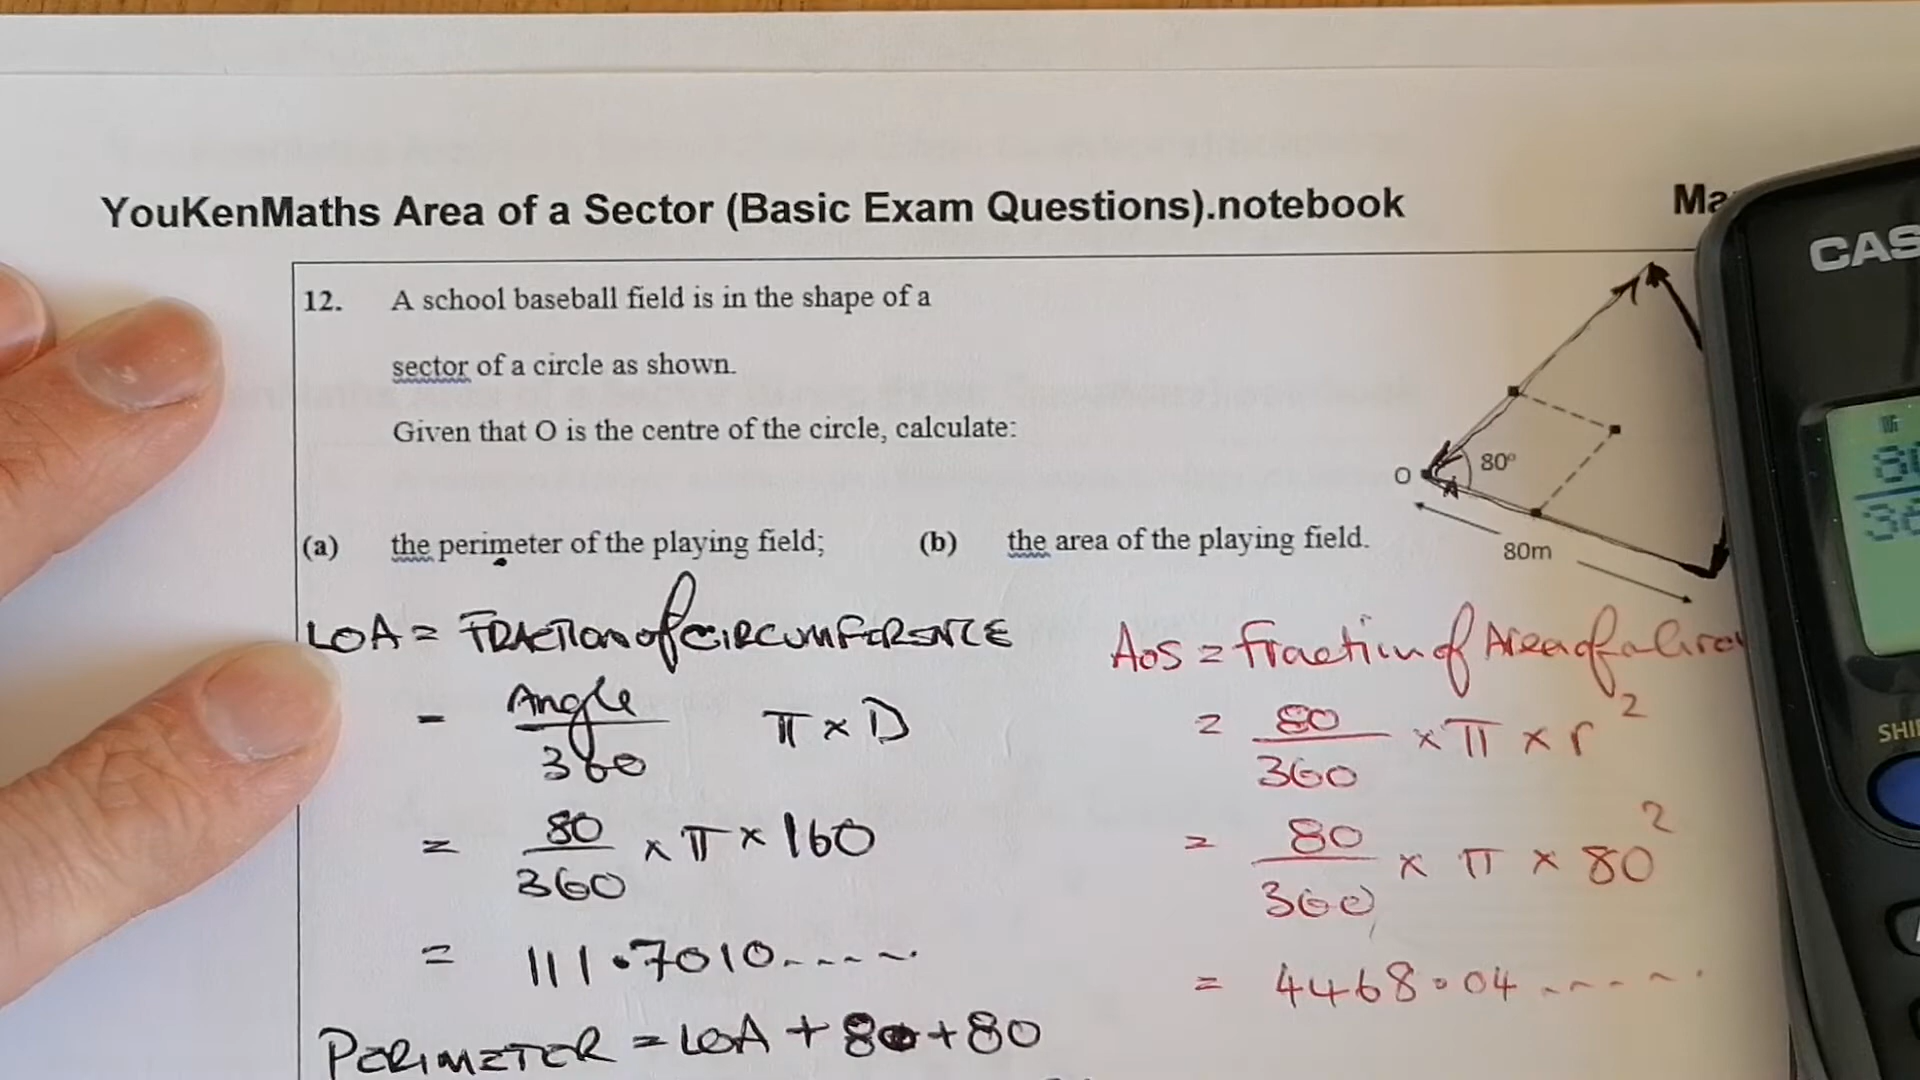 YouKenMaths Area of a Sector (Basic Exam Questions).notebook
12. A school baseball field is in the shape of a
sector of a circle as shown.
Given that O is the centre of the circle, calculate:
(a) the perimeter of the playing field; (b) the area of the playing field.
O 80°
80m
LOA = FRACTION of CIRCUMFERENCE
= Angle/360 π × D
= 80/360 × π × 160
= 111.7010.....
PERIMETER = LOA + 80 + 80
AOS = Fraction of Area of a
= 80/360 × π × r²
= 80/360 × π × 80²
= 4468.04.....
CAS
SHI